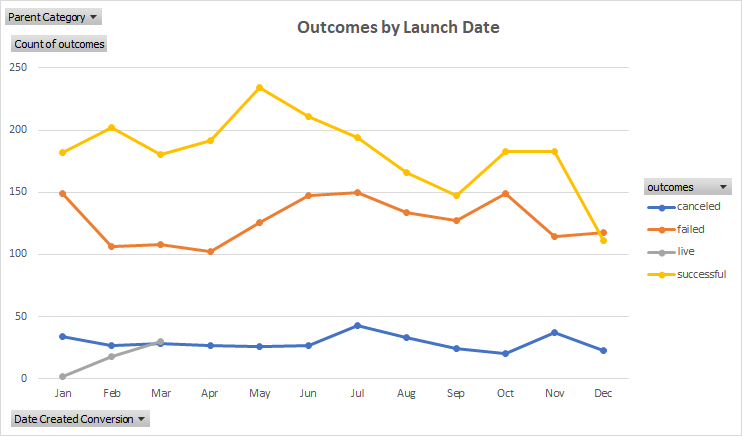 Parent Category
Outcomes by Launch Date
Count of outcomes
250
200
150
100
50
0
Jan Feb Mar Apr May Jun Jul Aug Sep Oct Nov Dec
outcomes
canceled
failed
live
successful
Date Created Conversion